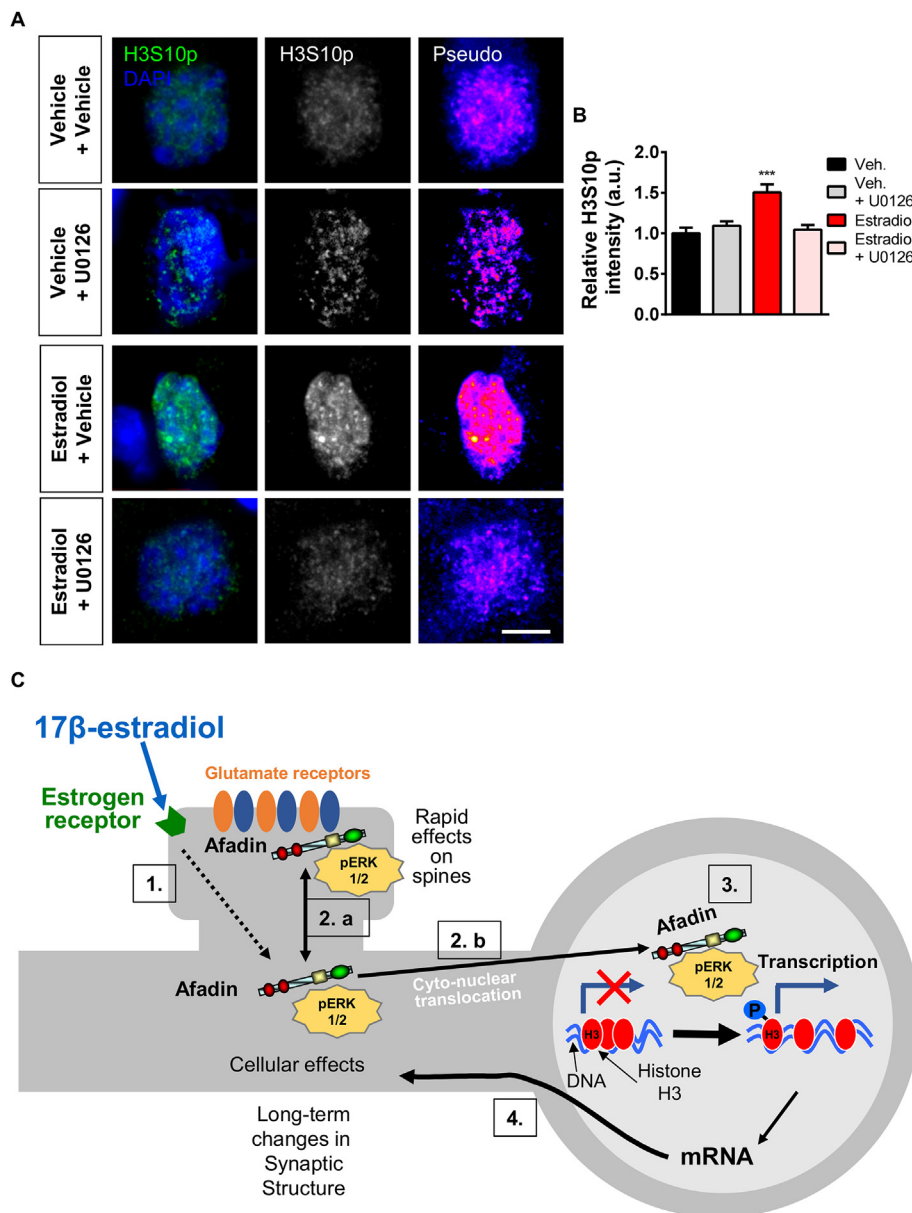 A
H3S10p
DAPI
H3S10p
Pseudo
Vehicle
+ Vehicle
Vehicle
+ U0126
Estradiol
+ Vehicle
Estradiol
+ U0126
B
Relative H3S10p
intensity (a.u.)
2.0
1.5
1.0
0.5
0.0
***
Veh.
Veh.
+ U0126
Estradio
Estradio
+ U0126
C
17β-estradiol
Estrogen
receptor
Glutamate receptors
Afadin
pERK
1/2
Rapid
effects
on
spines
1.
2. a
2. b
3.
Afadin
pERK
1/2
Cyto-nuclear
translocation
Afadin
pERK
1/2
Transcription
P
H3
H3
DNA
Histone
H3
Cellular effects
4.
mRNA
Long-term
changes in
Synaptic
Structure